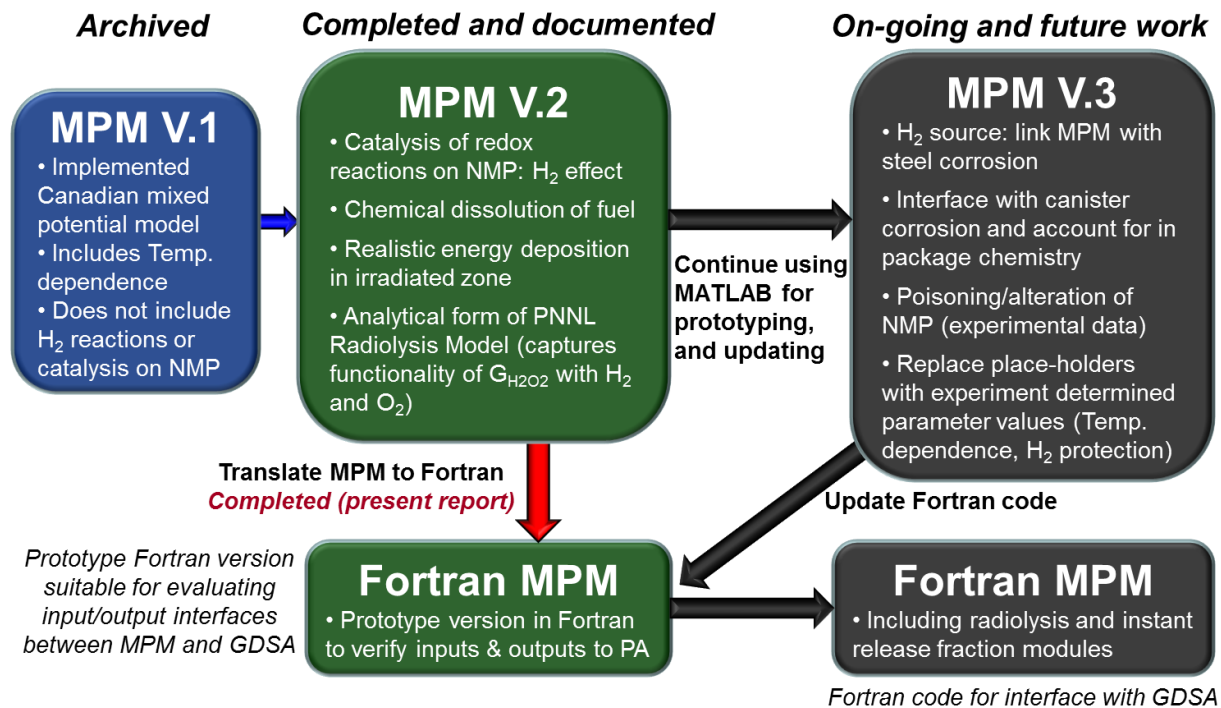 Archived
Completed and documented
On-going and future work
MPM V.1
• Implemented
Canadian mixed
potential model
• Includes Temp.
dependence
• Does not include
H₂ reactions or
catalysis on NMP
MPM V.2
• Catalysis of redox
reactions on NMP: H₂ effect
• Chemical dissolution of fuel
• Realistic energy deposition
in irradiated zone
• Analytical form of PNNL
Radiolysis Model (captures
functionality of G_H2O2 with H₂
and O₂)
Continue using
MATLAB for
prototyping,
and updating
MPM V.3
• H₂ source: link MPM with
steel corrosion
• Interface with canister
corrosion and account for in
package chemistry
• Poisoning/alteration of
NMP (experimental data)
• Replace place-holders
with experiment determined
parameter values (Temp.
dependence, H₂ protection)
Translate MPM to Fortran
Completed (present report)
Update Fortran code
Prototype Fortran version
suitable for evaluating
input/output interfaces
between MPM and GDSA
Fortran MPM
• Prototype version in Fortran
to verify inputs & outputs to PA
Fortran MPM
• Including radiolysis and instant
release fraction modules
Fortran code for interface with GDSA